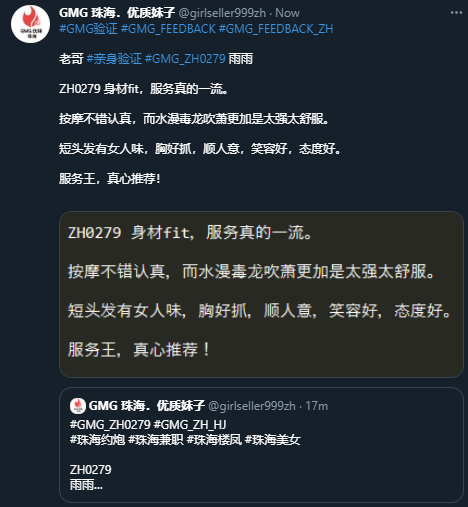 GMG 珠海．优质妹子 @girlseller999zh · Now
GMG 优妹
珠海
#GMG验证 #GMG_FEEDBACK #GMG_FEEDBACK_ZH
老哥 #亲身验证 #GMG_ZH0279 雨雨
ZH0279 身材fit，服务真的一流。
按摩不错认真，而水漫毒龙吹萧更加是太强太舒服。
短头发有女人味，胸好抓，顺人意，笑容好，态度好。
服务王，真心推荐！
ZH0279 身材fit，服务真的一流。
按摩不错认真，而水漫毒龙吹萧更加是太强太舒服。
短头发有女人味，胸好抓，顺人意，笑容好，态度好。
服务王，真心推荐！
GMG 珠海．优质妹子 @girlseller999zh · 17m
#GMG_ZH0279 #GMG_ZH_HJ
#珠海约炮 #珠海兼职 #珠海楼凤 #珠海美女
ZH0279
雨雨...